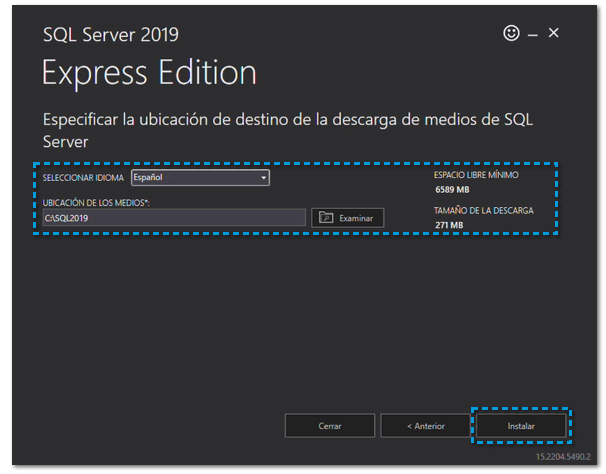 SQL Server 2019
Express Edition
Especificar la ubicación de destino de la descarga de medios de SQL
Server
SELECCIONAR IDIOMA Español
ESPACIO LIBRE MÍNIMO
6589 MB
UBICACIÓN DE LOS MEDIOS*:
C:\SQL2019 Examinar
TAMAÑO DE LA DESCARGA
271 MB
Cerrar < Anterior Instalar
15.2204.5490.2